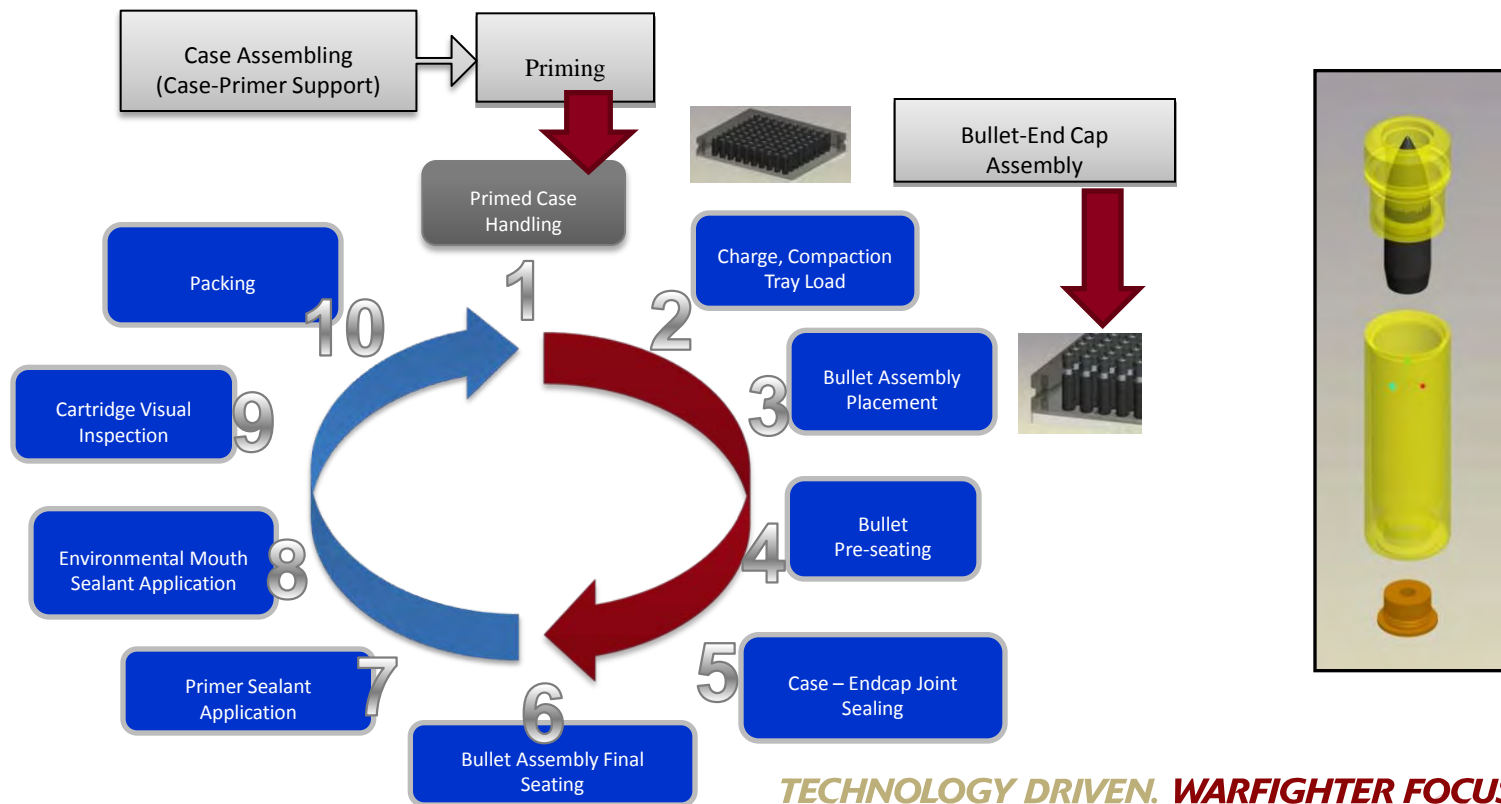 Case Assembling
(Case-Primer Support)
Priming
Bullet-End Cap
Assembly
Primed Case
Handling
1
Charge, Compaction
Tray Load
2
Bullet Assembly
Placement
3
Bullet
Pre-seating
4
Case – Endcap Joint
Sealing
5
Bullet Assembly Final
Seating
6
Primer Sealant
Application
7
Environmental Mouth
Sealant Application
8
Cartridge Visual
Inspection
9
Packing
10
TECHNOLOGY DRIVEN. WARFIGHTER FOCUS